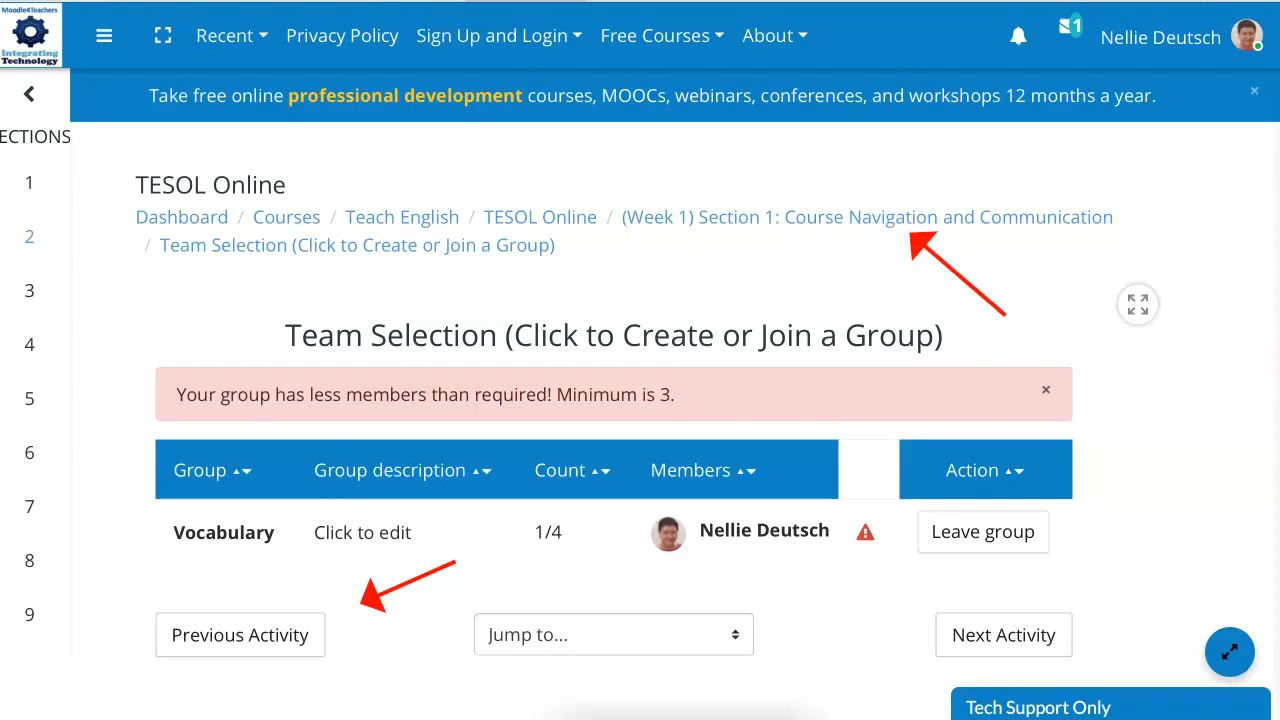 Moodle4Teachers
Integrating
Technology
Recent Privacy Policy Sign Up and Login Free Courses About 1 Nellie Deutsch
Take free online professional development courses, MOOCs, webinars, conferences, and workshops 12 months a year. ×
ECTIONS
1
2
3
4
5
6
7
8
9
TESOL Online
Dashboard / Courses / Teach English / TESOL Online / (Week 1) Section 1: Course Navigation and Communication
/ Team Selection (Click to Create or Join a Group)
Team Selection (Click to Create or Join a Group)
Your group has less members than required! Minimum is 3. ×
Group Group description Count Members Action
Vocabulary Click to edit 1/4 Nellie Deutsch Leave group
Previous Activity Jump to... Next Activity
Tech Support Only